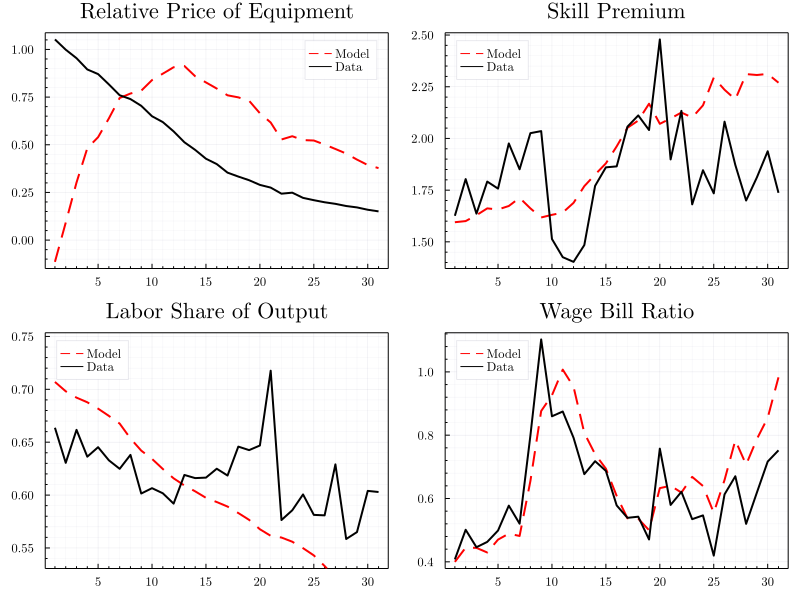 Relative Price of Equipment
1.00
0.75
0.50
0.25
0.00
Model
Data
5 10 15 20 25 30
Skill Premium
2.50
2.25
2.00
1.75
1.50
Model
Data
5 10 15 20 25 30
Labor Share of Output
0.75
0.70
0.65
0.60
0.55
Model
Data
5 10 15 20 25 30
Wage Bill Ratio
1.0
0.8
0.6
0.4
Model
Data
5 10 15 20 25 30